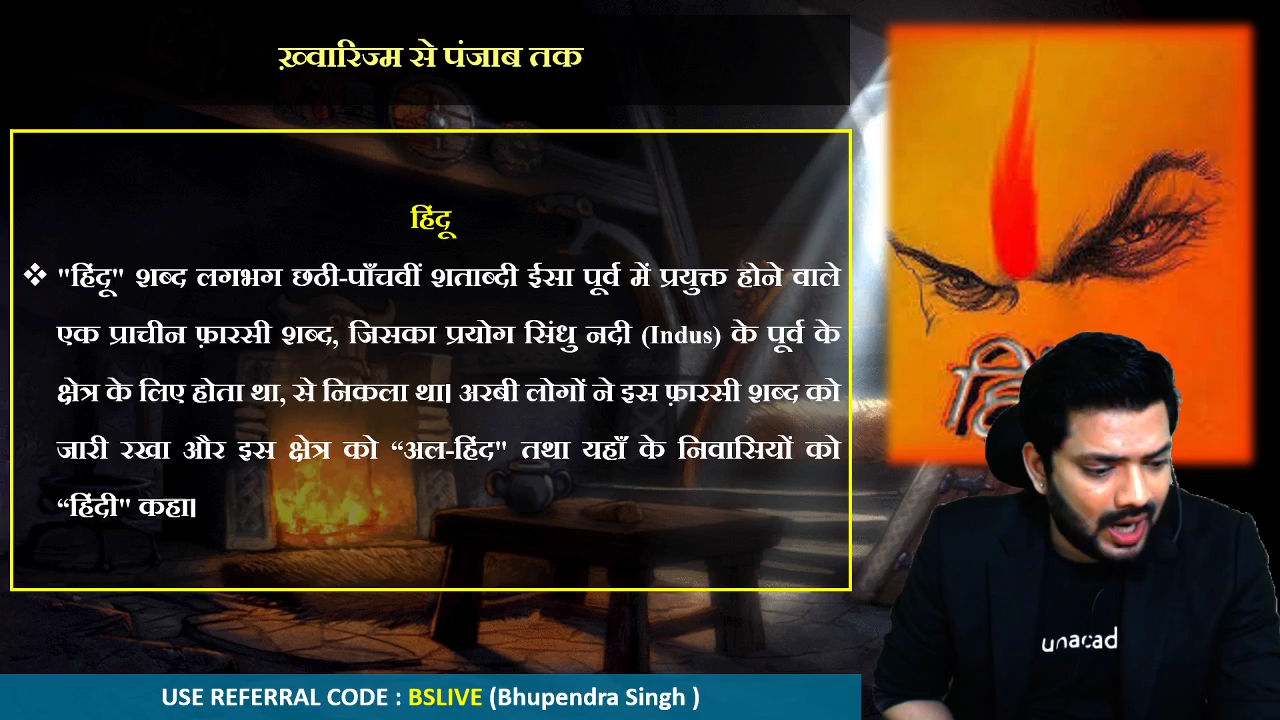 ख़्वारिज्म से पंजाब तक
हिंदू
❖ "हिंदू" शब्द लगभग छठी-पाँचवीं शताब्दी ईसा पूर्व में प्रयुक्त होने वाले
एक प्राचीन फ़ारसी शब्द, जिसका प्रयोग सिंधु नदी (Indus) के पूर्व के
क्षेत्र के लिए होता था, से निकला था। अरबी लोगों ने इस फ़ारसी शब्द को
जारी रखा और इस क्षेत्र को “अल-हिंद" तथा यहाँ के निवासियों को
“हिंदी" कहा।
unacad
USE REFERRAL CODE : BSLIVE (Bhupendra Singh )